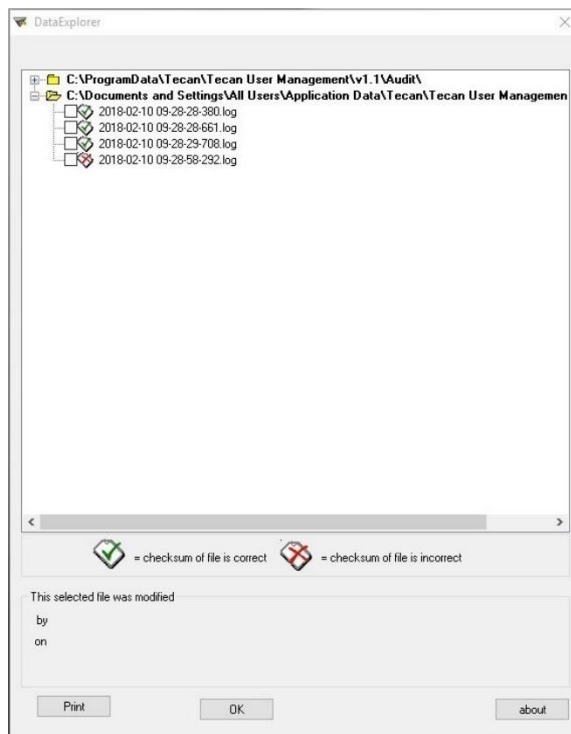 DataExplorer
C:\ProgramData\Tecan\Tecan User Management\v1.1\Audit\
C:\Documents and Settings\All Users\Application Data\Tecan\Tecan User Managemen
2018-02-10 09-28-28-380.log
2018-02-10 09-28-28-661.log
2018-02-10 09-28-29-708.log
2018-02-10 09-28-58-292.log
= checksum of file is correct = checksum of file is incorrect
This selected file was modified
by
on
Print OK about